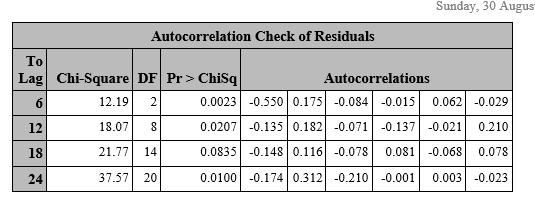 Sunday, 30 Augus
Autocorrelation Check of Residuals
To Lag Chi-Square DF Pr > ChiSq Autocorrelations
6 12.19 2 0.0023 -0.550 0.175 -0.084 -0.015 0.062 -0.029
12 18.07 8 0.0207 -0.135 0.182 -0.071 -0.137 -0.021 0.210
18 21.77 14 0.0835 -0.148 0.116 -0.078 0.081 -0.068 0.078
24 37.57 20 0.0100 -0.174 0.312 -0.210 -0.001 0.003 -0.023